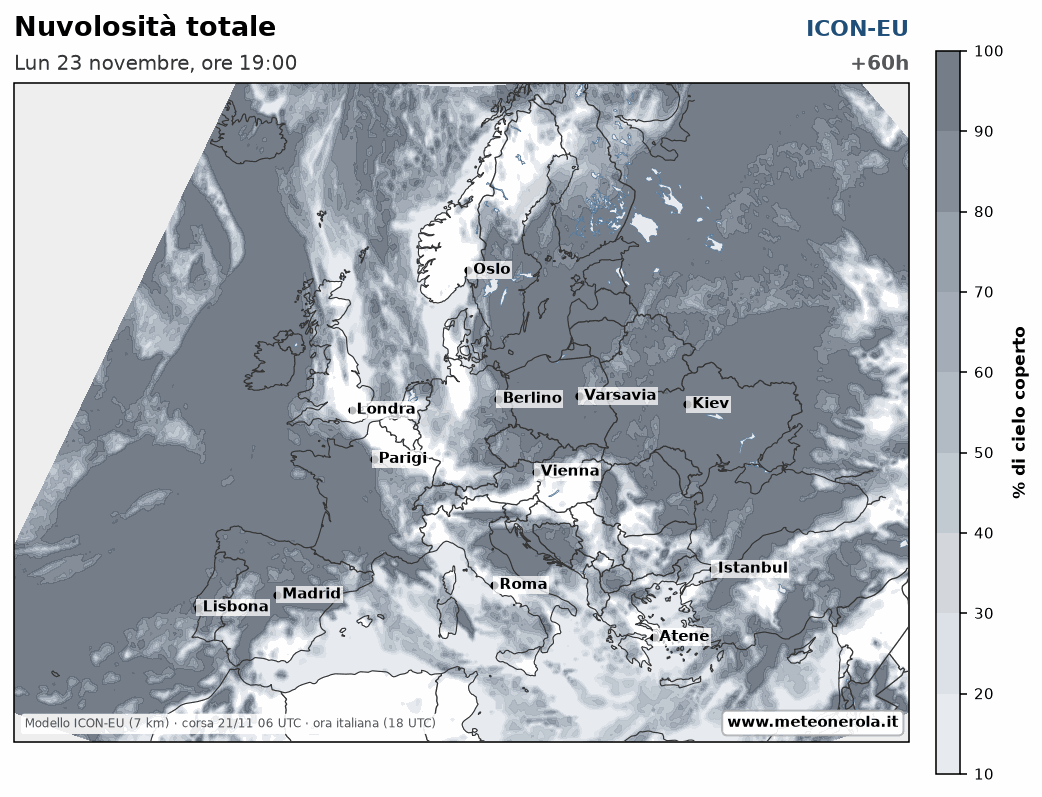 Nuvolosità totale
ICON-EU
Lun 23 novembre, ore 19:00
+60h
100
90
80
70
60
50
40
30
20
10
% di cielo coperto
Oslo
Berlino
Varsavia
Kiev
Londra
Parigi
Vienna
Istanbul
Roma
Madrid
Lisbona
Atene
Modello ICON-EU (7 km) · corsa 21/11 06 UTC · ora italiana (18 UTC)
www.meteonerola.it